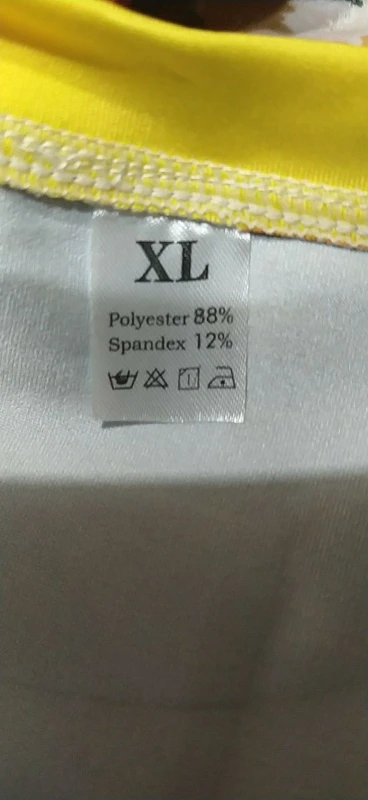 XL
Polyester 88%
Spandex 12%